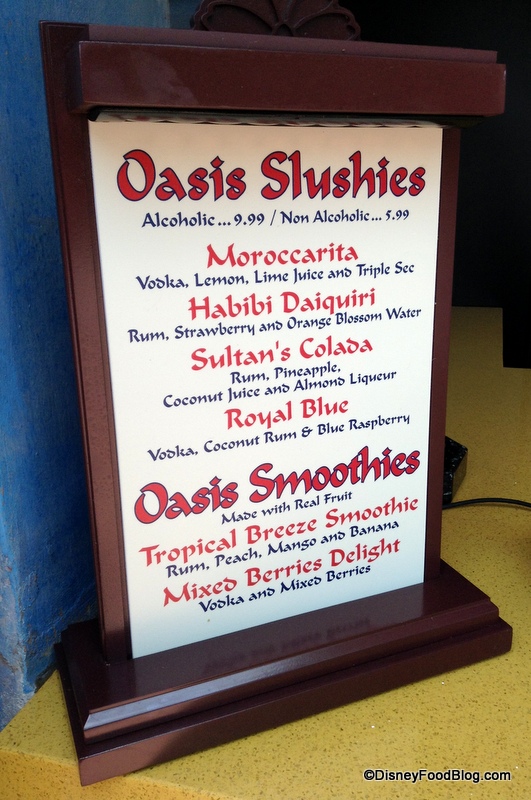 Oasis Slushies
Alcoholic... 9.99 / Non Alcoholic... 5.99
Moroccarita
Vodka, Lemon, Lime Juice and Triple Sec
Habibi Daiquiri
Rum, Strawberry and Orange Blossom Water
Sultan's Colada
Rum, Pineapple,
Coconut Juice and Almond Liqueur
Royal Blue
Vodka, Coconut Rum & Blue Raspberry
Oasis Smoothies
Made with Real Fruit
Tropical Breeze Smoothie
Rum, Peach, Mango and Banana
Mixed Berries Delight
Vodka and Mixed Berries
©DisneyFoodBlog.com